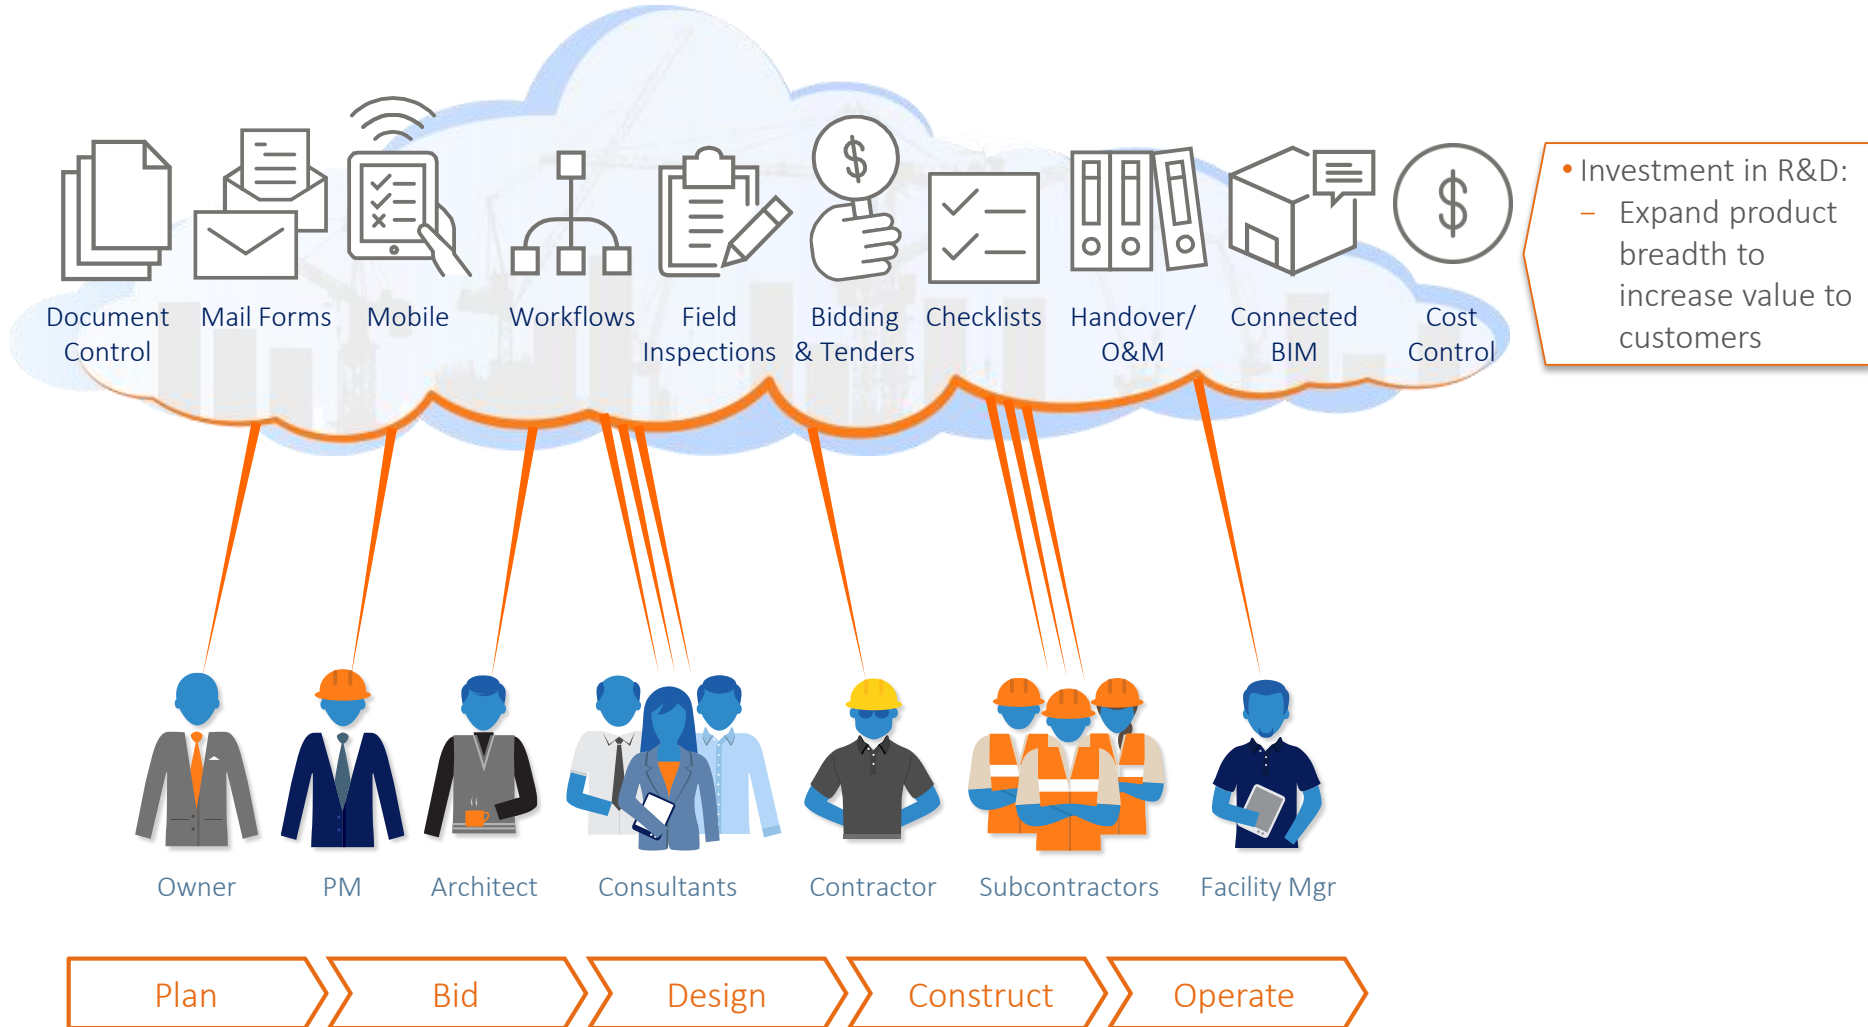 Document
Control
Mail Forms
Mobile
Workflows
Field
Inspections
Bidding
& Tenders
Checklists
Handover/
O&M
Connected
BIM
Cost
Control
• Investment in R&D:
– Expand product
breadth to
increase value to
customers
$
$
Owner
PM
Architect
Consultants
Contractor
Subcontractors
Facility Mgr
Plan
Bid
Design
Construct
Operate